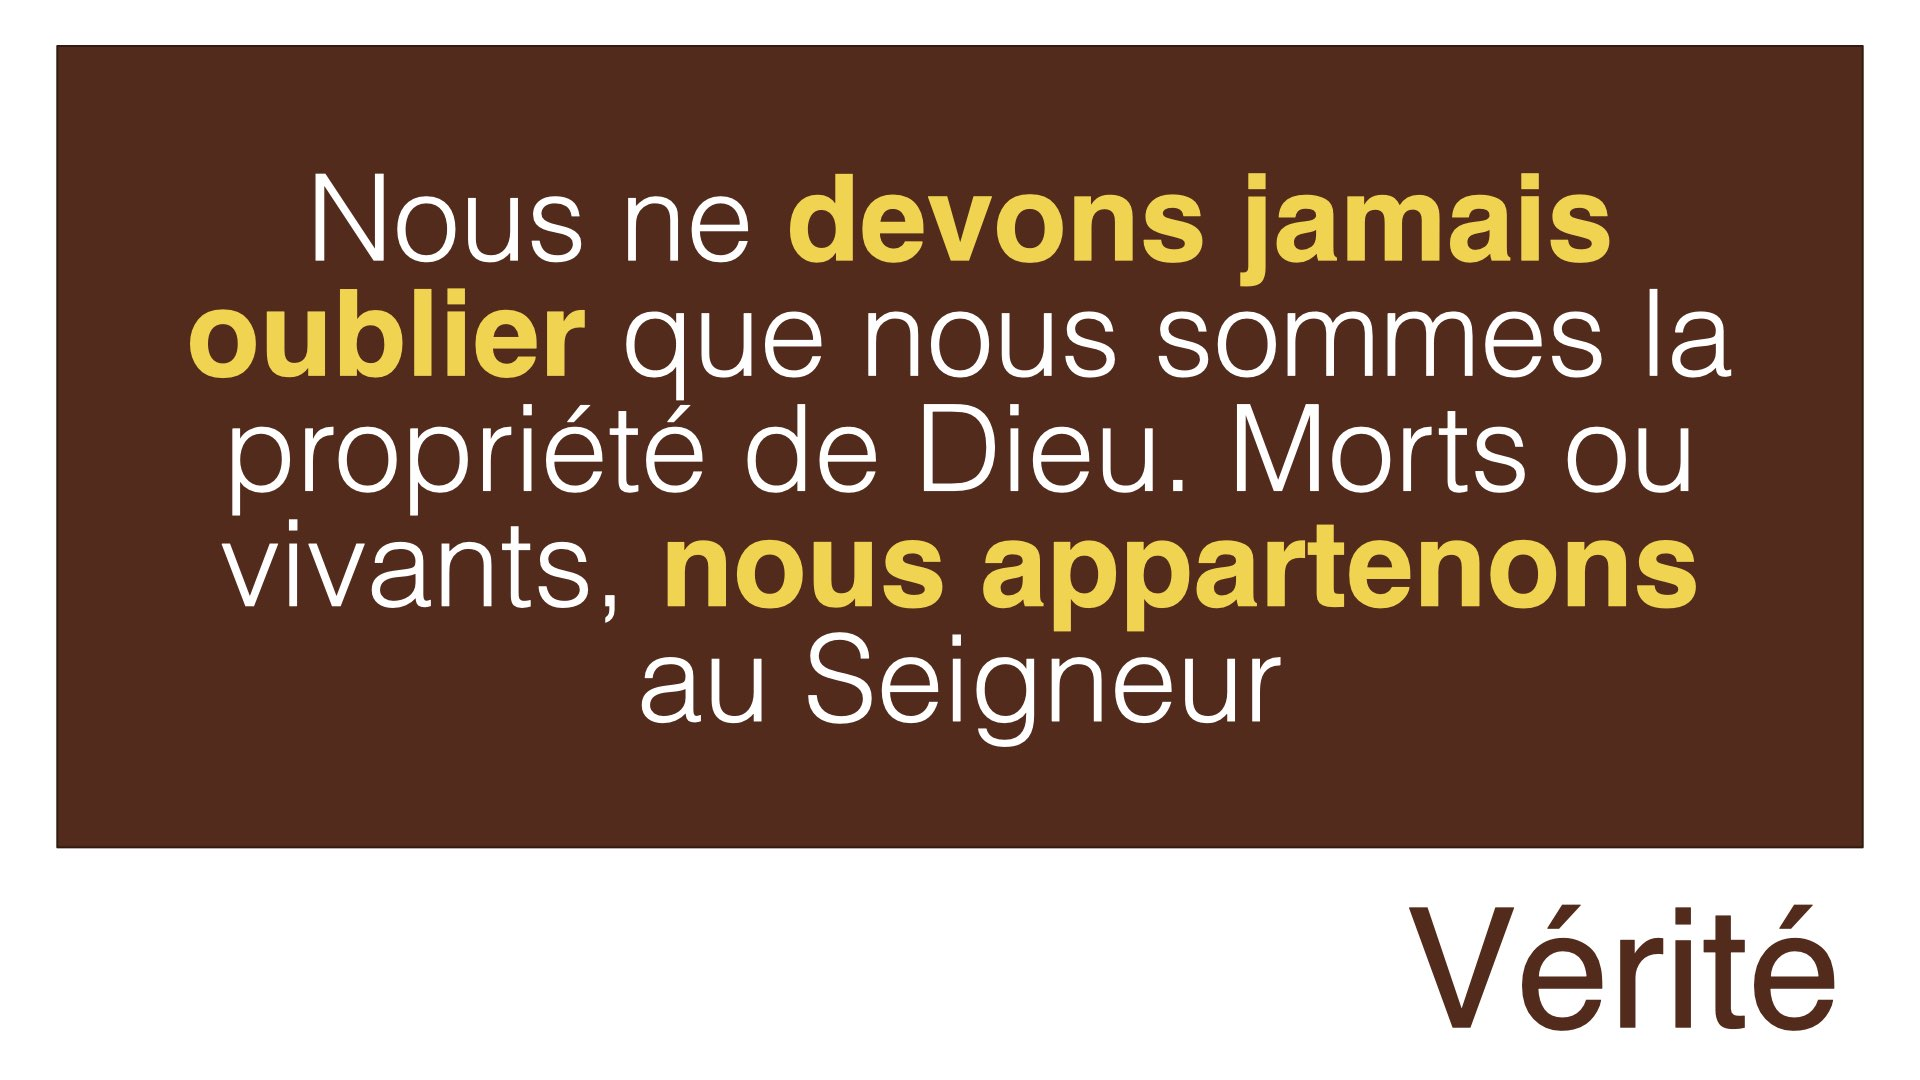 Nous ne devons jamais
oublier que nous sommes la
propriété de Dieu. Morts ou
vivants, nous appartenons
au Seigneur
Vérité